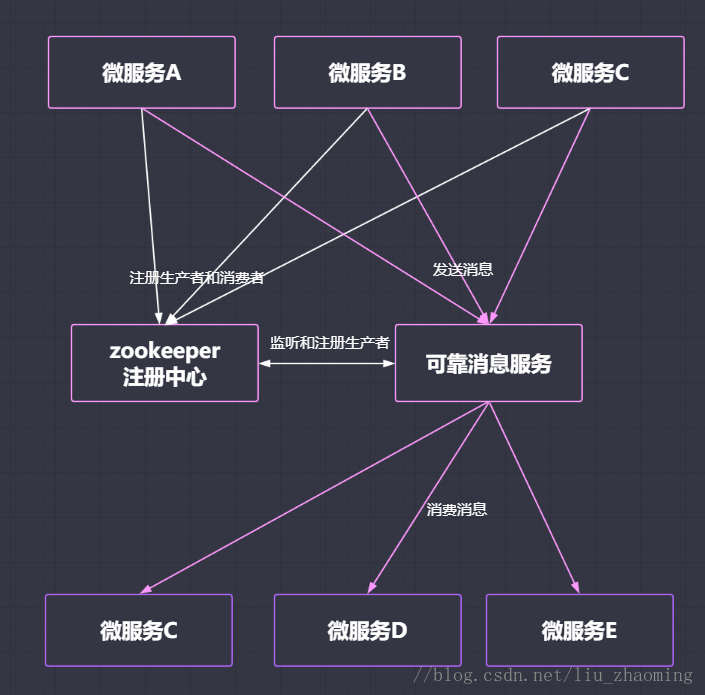 微服务A
微服务B
微服务C
注册生产者和消费者
发送消息
zookeeper
注册中心
监听和注册生产者
可靠消息服务
消费消息
微服务C
微服务D
微服务E
//blog.csdn.net/liu_zhaoming